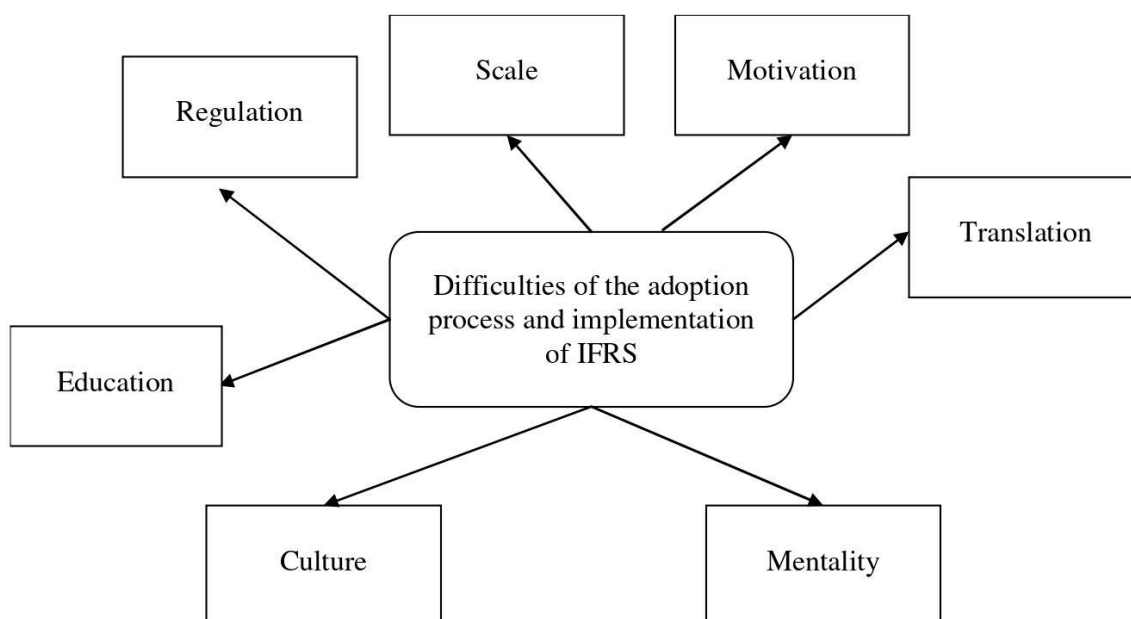 Scale
Motivation
Regulation
Translation
Difficulties of the adoption
process and implementation
of IFRS
Education
Culture
Mentality